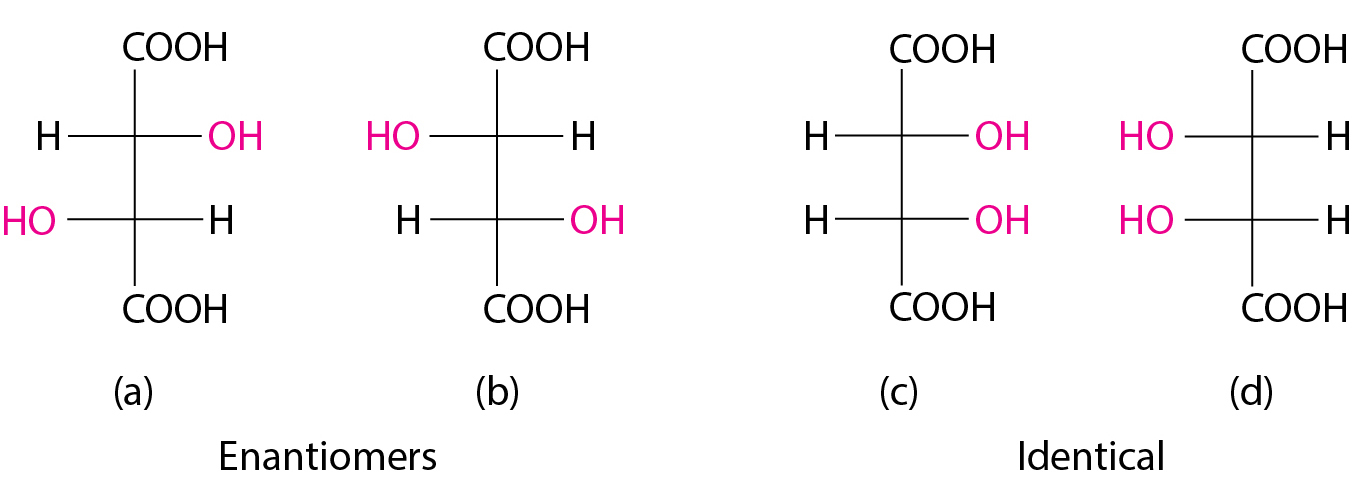 COOH COOH COOH COOH
H OH HO H H OH HO H
HO H H OH H OH HO H
COOH COOH COOH COOH
(a) (b) (c) (d)
Enantiomers Identical